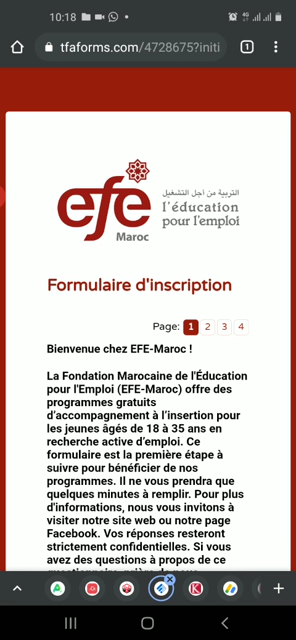 10:18
tfaforms.com/4728675?initi
1
efe
Maroc
التربية من أجل التشغيل
l'éducation
pour l'emploi
Formulaire d'inscription
Page: 1 2 3 4
Bienvenue chez EFE-Maroc !
La Fondation Marocaine de l'Éducation
pour l'Emploi (EFE-Maroc) offre des
programmes gratuits
d'accompagnement à l'insertion pour
les jeunes âgés de 18 à 35 ans en
recherche active d'emploi. Ce
formulaire est la première étape à
suivre pour bénéficier de nos
programmes. Il ne vous prendra que
quelques minutes à remplir. Pour plus
d'informations, nous vous invitons à
visiter notre site web ou notre page
Facebook. Vos réponses resteront
strictement confidentielles. Si vous
avez des questions à propos de ce